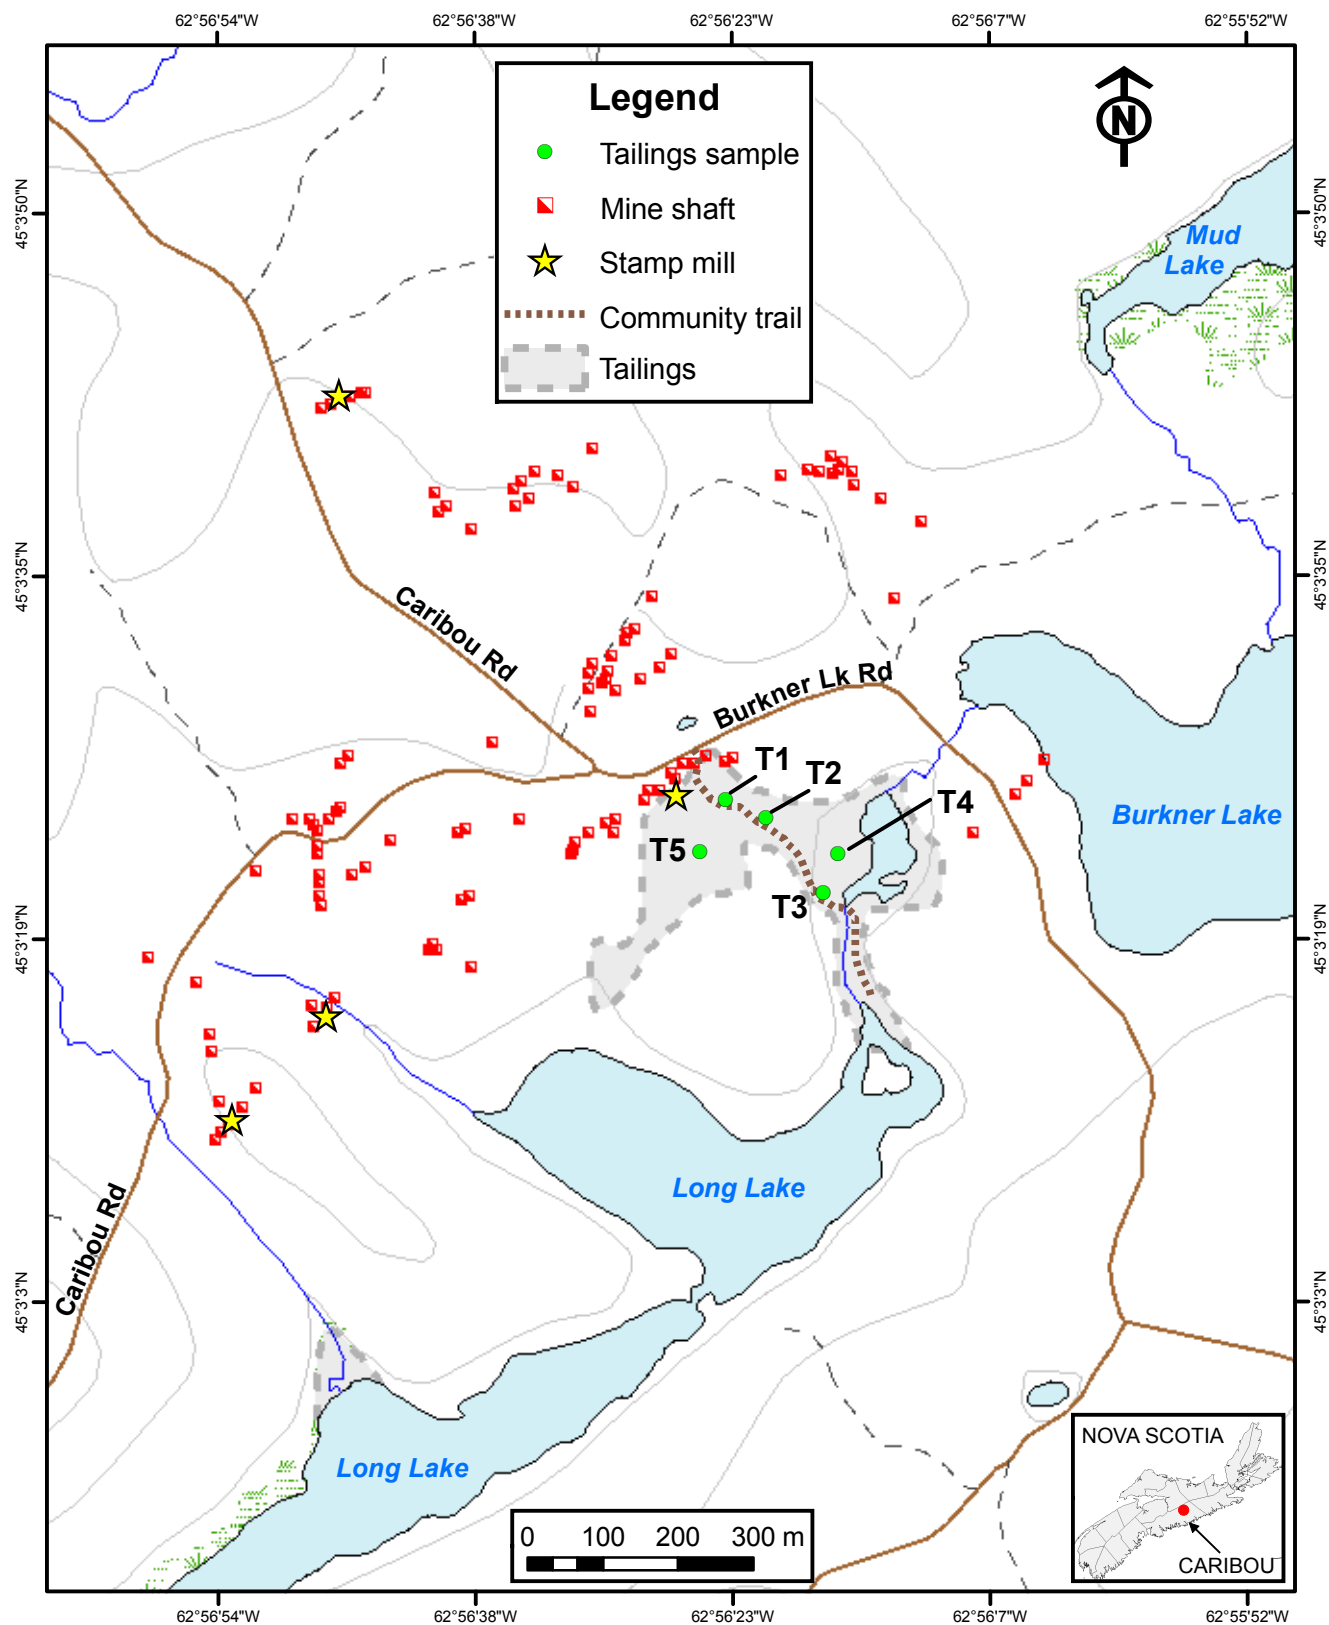 62°56'54"W
62°56'38"W
62°56'23"W
62°56'7"W
62°55'52"W
Legend
Tailings sample
Mine shaft
Stamp mill
Community trail
Tailings
N
45°3'50"N
45°3'50"N
Mud
Lake
45°3'35"N
45°3'35"N
Caribou Rd
Burkner Lk Rd
T1
T2
T4
Burkner Lake
T5
T3
45°3'19"N
45°3'19"N
Long Lake
Caribou Rd
45°3'3"N
45°3'3"N
Long Lake
NOVA SCOTIA
CARIBOU
0 100 200 300 m
62°56'54"W
62°56'38"W
62°56'23"W
62°56'7"W
62°55'52"W